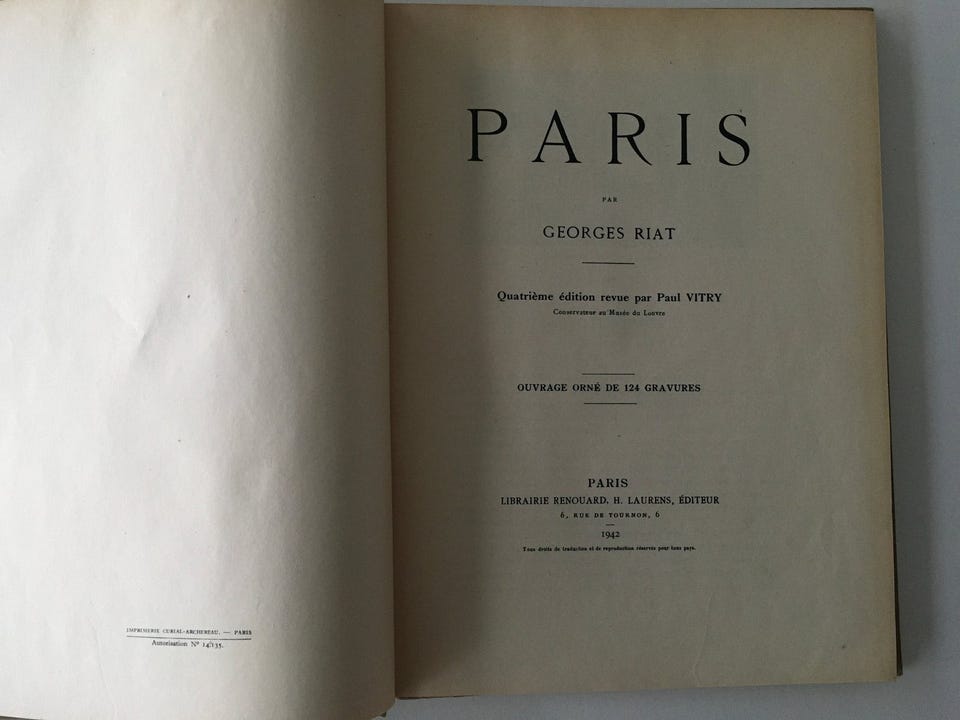 IMPRIMERIE CURIAL-ARCHEREAU. — PARIS
Autorisation N° 14.135.
PARIS
PAR
GEORGES RIAT
Quatrième édition revue par Paul VITRY
Conservateur au Musée du Louvre
OUVRAGE ORNÉ DE 124 GRAVURES
PARIS
LIBRAIRIE RENOUARD, H. LAURENS, ÉDITEUR
6, RUE DE TOURNON, 6
1942
Tous droits de traduction et de reproduction réservés pour tous pays.